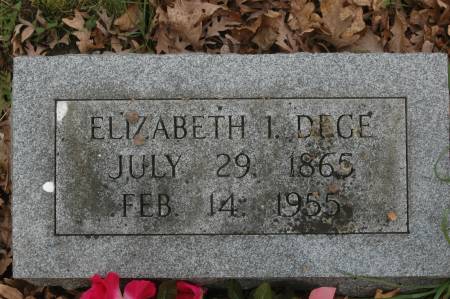 ELIZABETH I. DEGE
JULY 29. 1865
FEB. 14. 1955